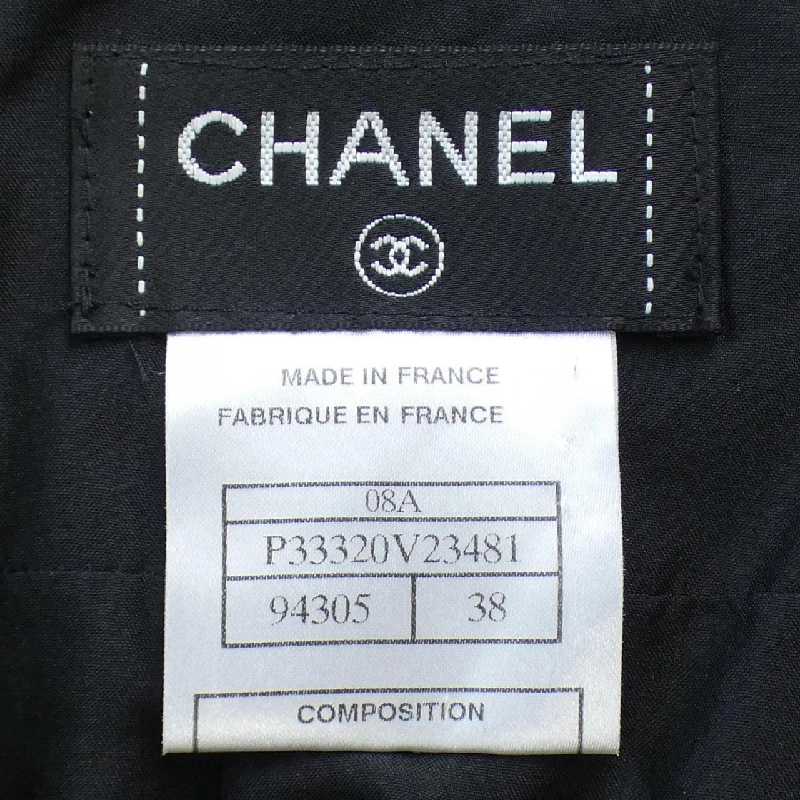 CHANEL
MADE IN FRANCE
FABRIQUE EN FRANCE
08A
P33320V23481
94305 38
COMPOSITION